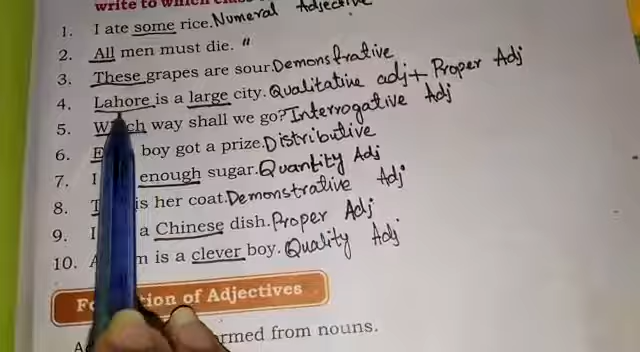 write to which
1. I ate some rice. Numeral Adjective
2. All men must die. "
3. These grapes are sour. Demonstrative
4. Lahore is a large city. Qualitative adj + Proper Adj
5. Which way shall we go? Interrogative Adj
6. E boy got a prize. Distributive
7. I enough sugar. Quantity Adj
8. T is her coat. Demonstrative Adj
9. I a Chinese dish. Proper Adj
10. A m is a clever boy. Quality Adj
Fo tion of Adjectives
A rmed from nouns.